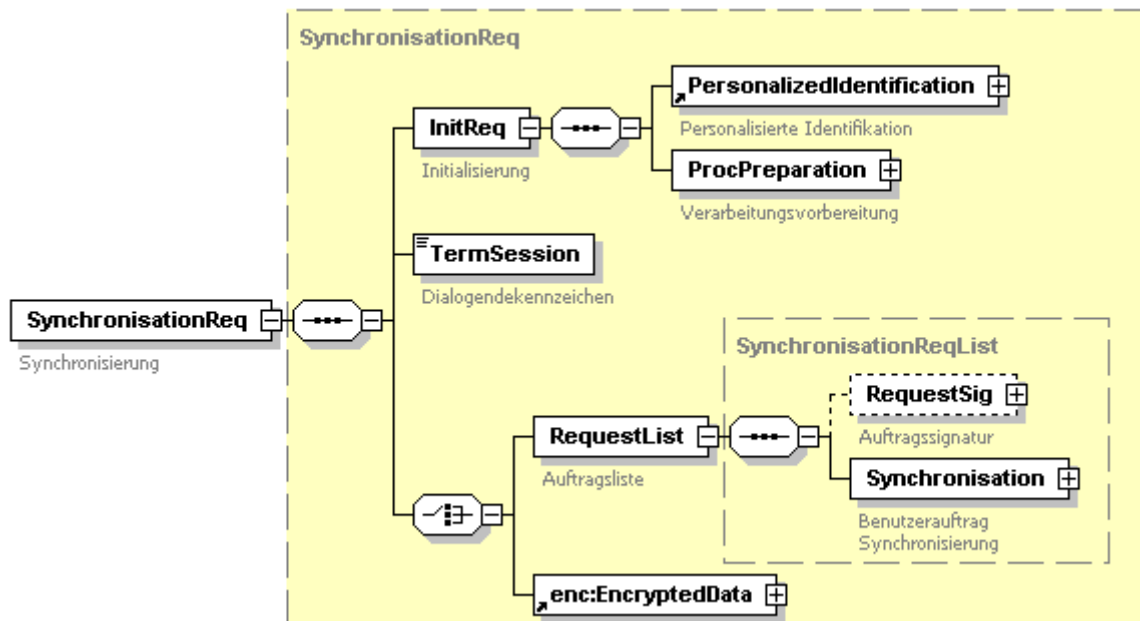 SynchronisationReq
PersonalizedIdentification
Personalisierte Identifikation
InitReq
Initialisierung
ProcPreparation
Verarbeitungsvorbereitung
TermSession
Dialogendekennzeichen
SynchronisationReq
Synchronisierung
SynchronisationReqList
RequestSig
Auftragssignatur
RequestList
Auftragsliste
Synchronisation
Benutzerauftrag
Synchronisierung
enc:EncryptedData